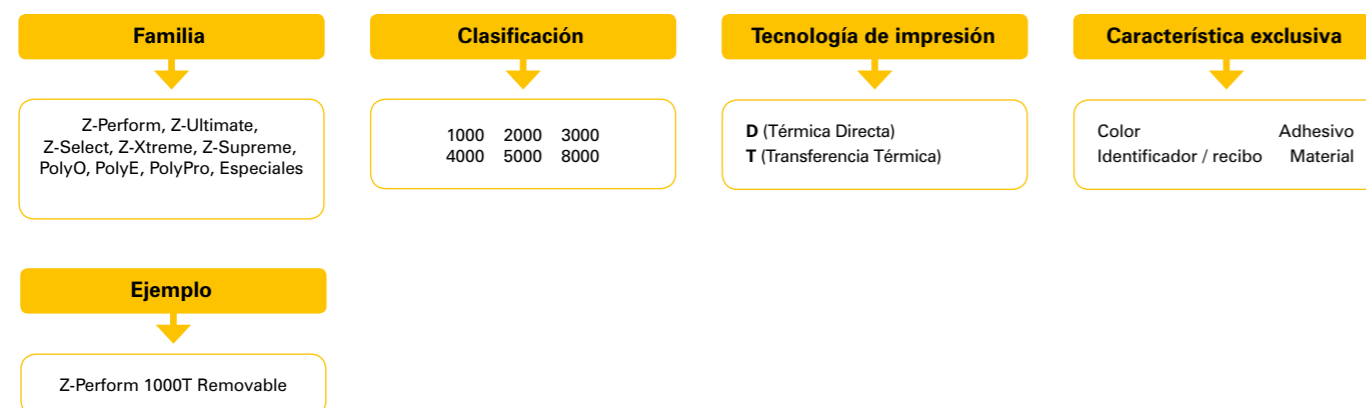 Familia
Z-Perform, Z-Ultimate,
Z-Select, Z-Xtreme, Z-Supreme,
PolyO, PolyE, PolyPro, Especiales
Clasificación
1000 2000 3000
4000 5000 8000
Tecnología de impresión
D (Térmica Directa)
T (Transferencia Térmica)
Característica exclusiva
Color Adhesivo
Identificador / recibo Material
Ejemplo
Z-Perform 1000T Removable